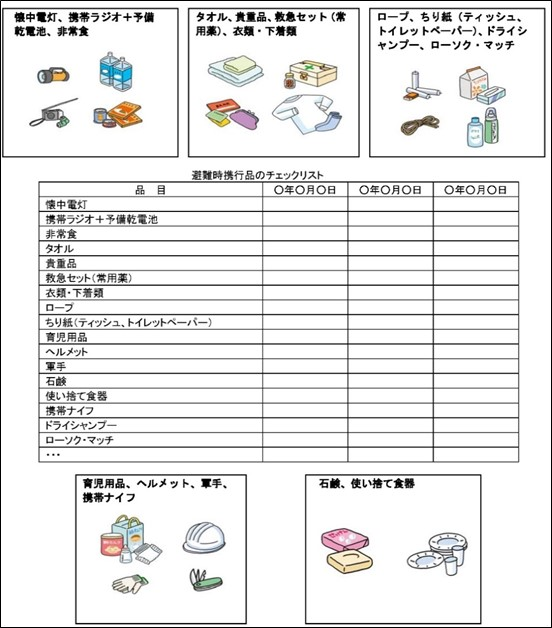 懐中電灯、携帯ラジオ＋予備
乾電池、非常食
タオル、貴重品、救急セット（常
用薬）、衣類・下着類
ロープ、ちり紙（ティッシュ、
トイレットペーパー）、ドライシ
ャンプー、ローソク・マッチ
避難時携行品のチェックリスト
品　目 〇年〇月〇日 〇年〇月〇日 〇年〇月〇日
懐中電灯
携帯ラジオ＋予備乾電池
非常食
タオル
貴重品
救急セット（常用薬）
衣類・下着類
ロープ
ちり紙（ティッシュ、トイレットペーパー）
育児用品
ヘルメット
軍手
石鹸
使い捨て食器
携帯ナイフ
ドライシャンプー
ローソク・マッチ
・・・
育児用品、ヘルメット、軍手、
携帯ナイフ
石鹸、使い捨て食器